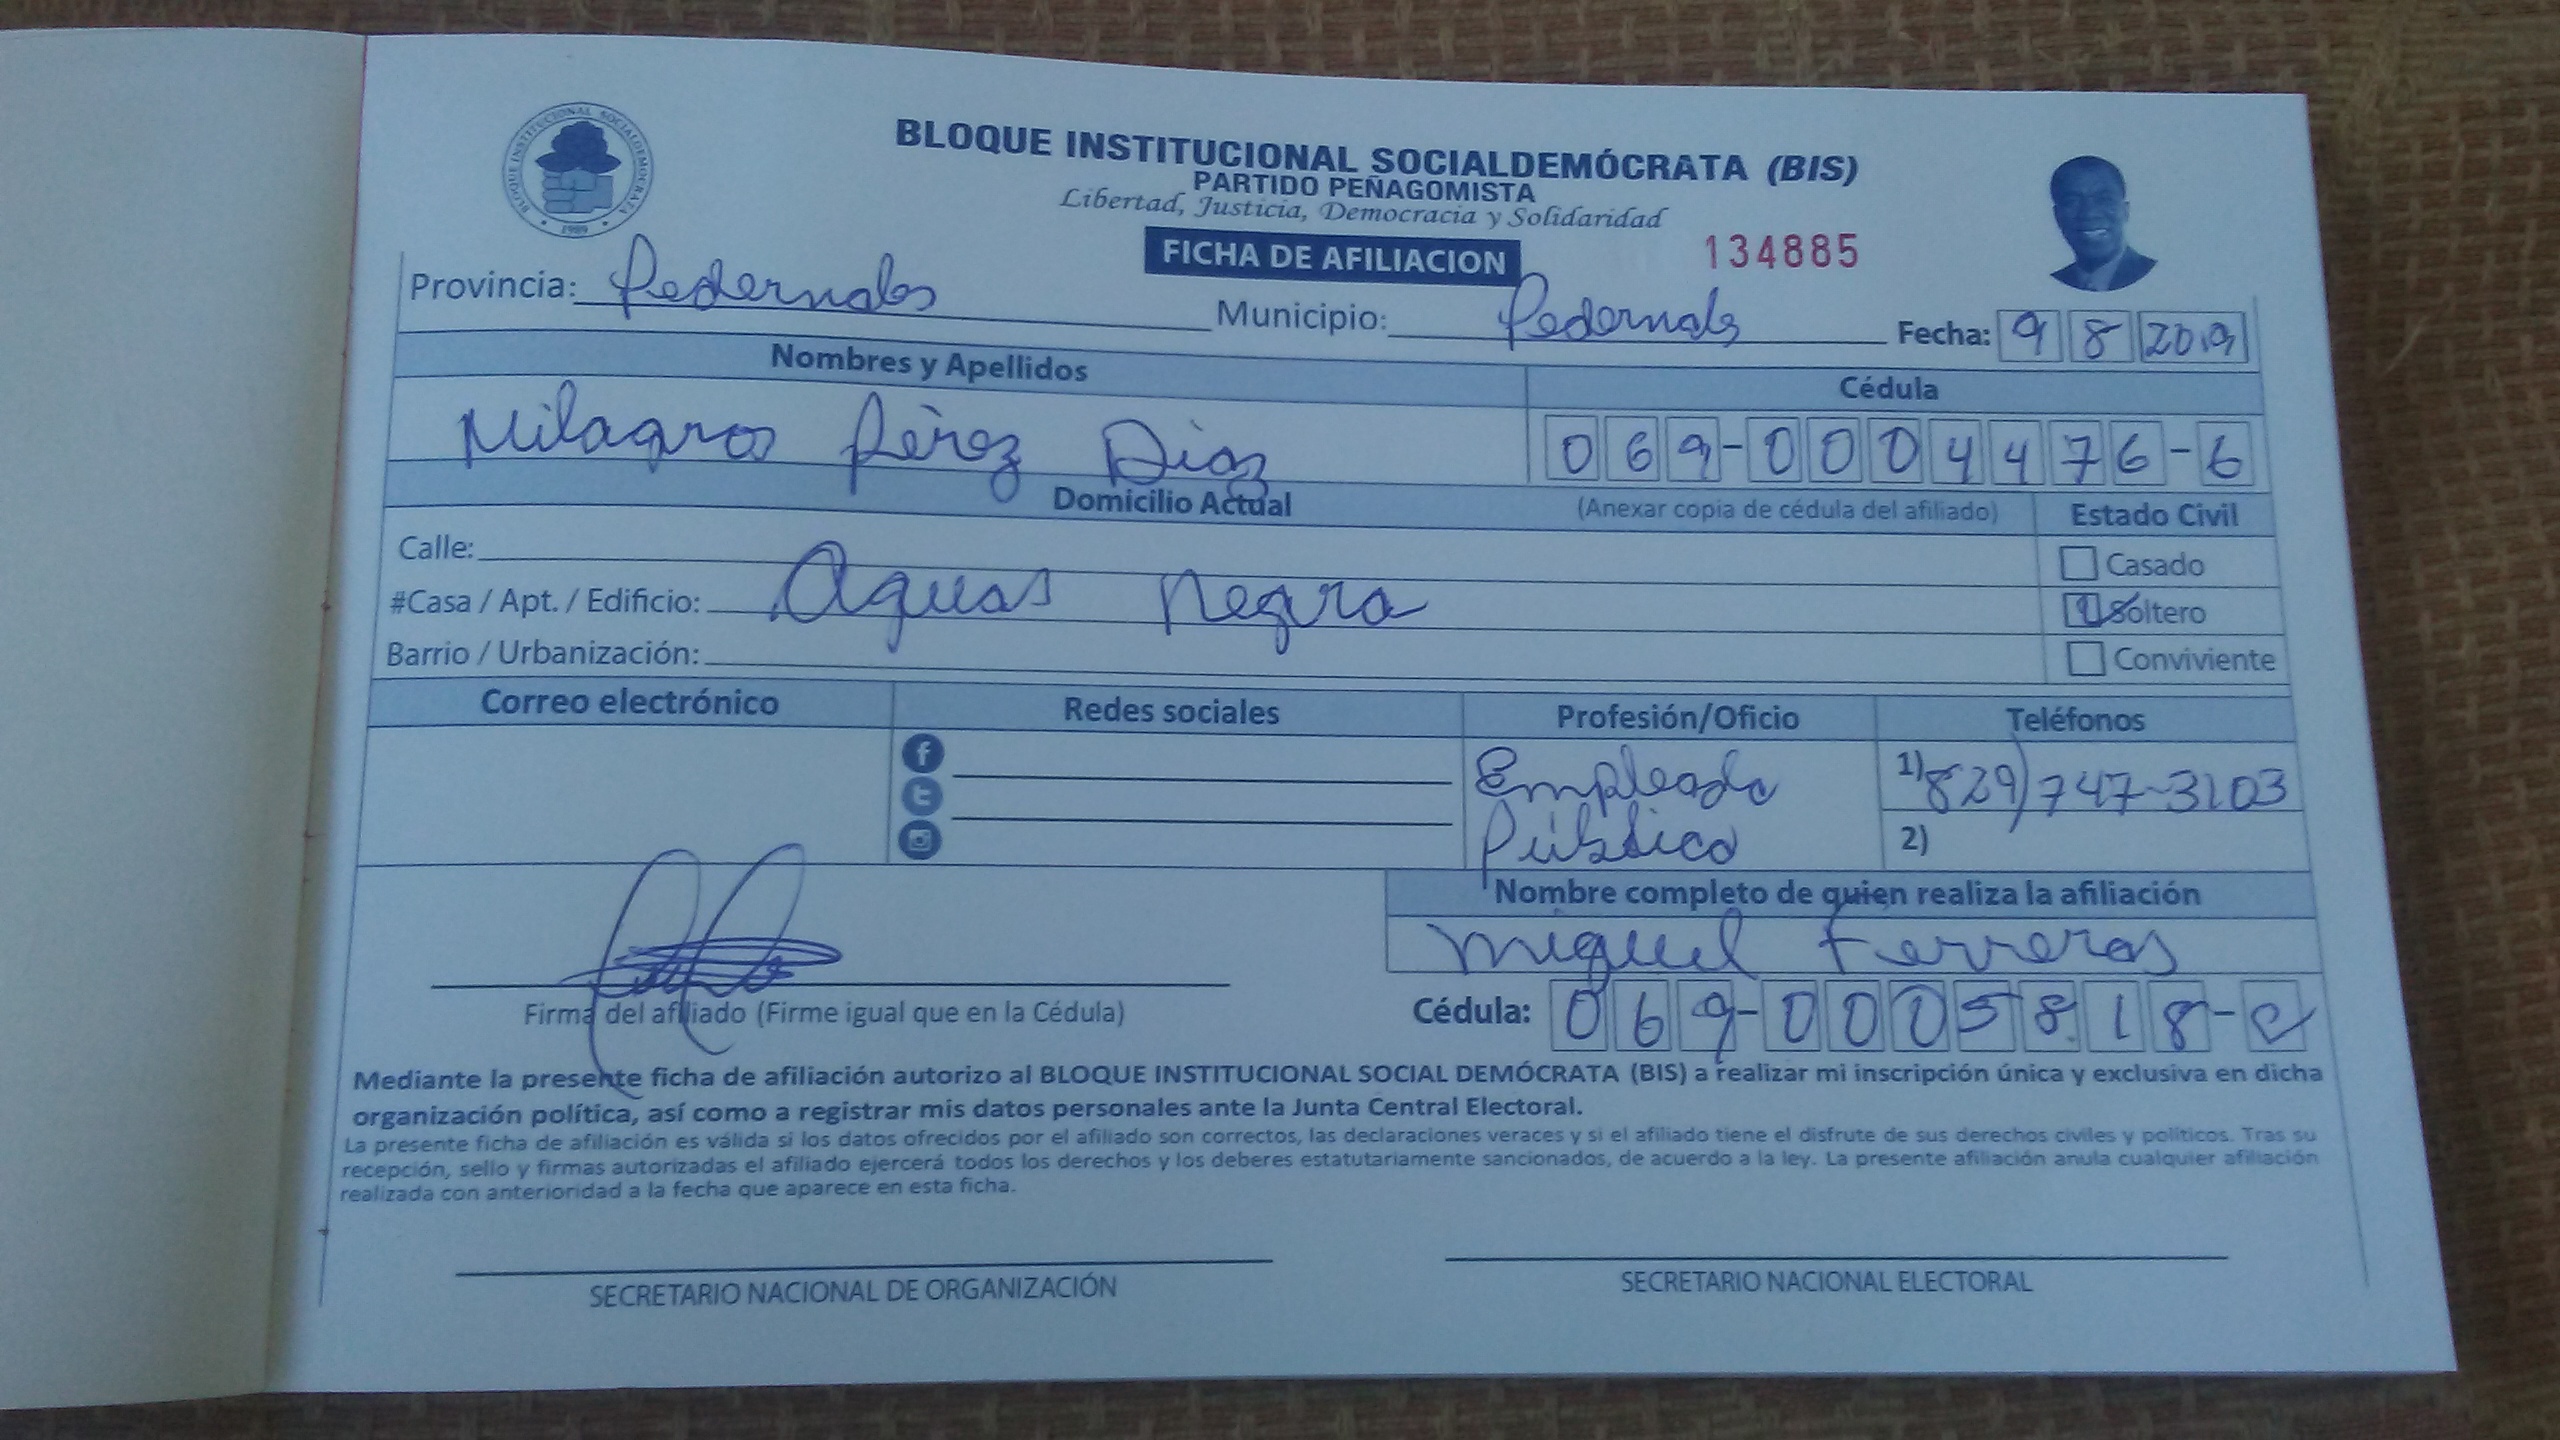 BLOQUE INSTITUCIONAL SOCIALDEMOCRATA
1989
BLOQUE INSTITUCIONAL SOCIALDEMÓCRATA (BIS)
PARTIDO PEÑAGOMISTA
Libertad, Justicia, Democracia y Solidaridad
FICHA DE AFILIACION 134885
Provincia: Pedernales Municipio: Pedernales Fecha: 9 8 2019
Nombres y Apellidos Cédula
Milagros Pérez Diaz 069-0004476-6
Domicilio Actual (Anexar copia de cédula del afiliado) Estado Civil
Calle: Casado
#Casa / Apt. / Edificio: Aguas Negra Soltero
Barrio / Urbanización: Conviviente
Correo electrónico Redes sociales Profesión/Oficio Teléfonos
Empleada 1) 829) 747-3103
Público 2)
Nombre completo de quien realiza la afiliación
Miguel Ferreras
Firma del afiliado (Firme igual que en la Cédula) Cédula: 069-0005818-
Mediante la presente ficha de afiliación autorizo al BLOQUE INSTITUCIONAL SOCIAL DEMÓCRATA (BIS) a realizar mi inscripción única y exclusiva en dicha
organización política, así como a registrar mis datos personales ante la Junta Central Electoral.
La presente ficha de afiliación es válida si los datos ofrecidos por el afiliado son correctos, las declaraciones veraces y si el afiliado tiene el disfrute de sus derechos civiles y políticos. Tras su
recepción, sello y firmas autorizadas el afiliado ejercerá todos los derechos y los deberes estatutariamente sancionados, de acuerdo a la ley. La presente afiliación anula cualquier afiliación
realizada con anterioridad a la fecha que aparece en esta ficha.
SECRETARIO NACIONAL DE ORGANIZACIÓN SECRETARIO NACIONAL ELECTORAL